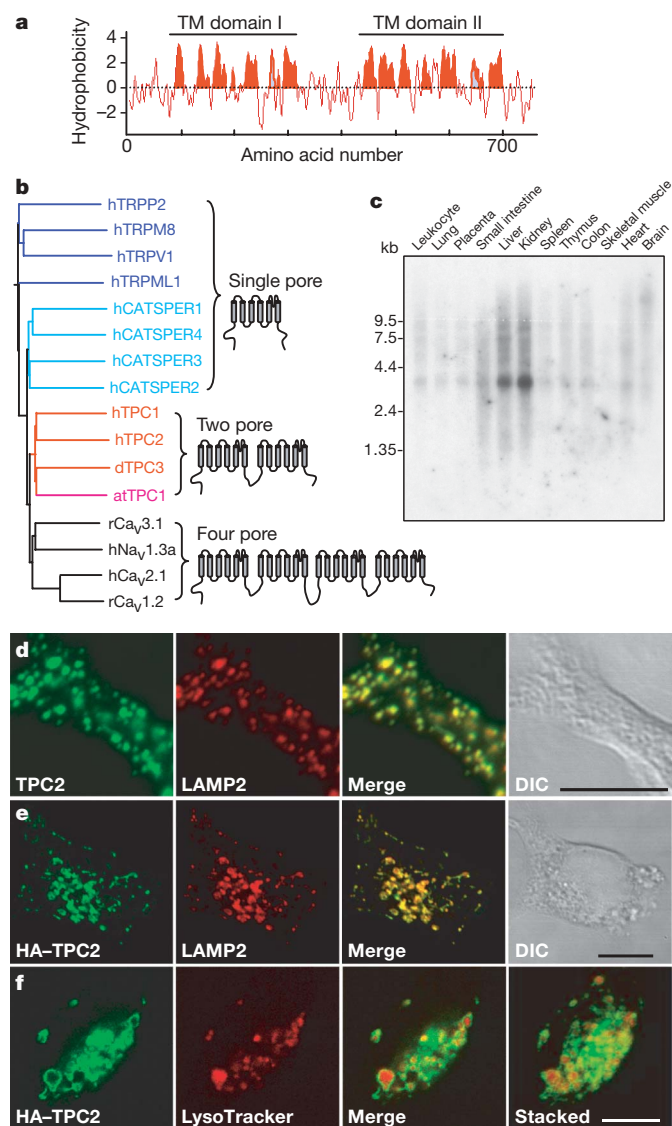 a
TM domain I
TM domain II
Hydrophobicity
4
2
0
−2
0
700
Amino acid number
b
hTRPP2
hTRPM8
hTRPV1
hTRPML1
hCATSPER1
hCATSPER4
hCATSPER3
hCATSPER2
hTPC1
hTPC2
dTPC3
atTPC1
rCaV3.1
hNaV1.3a
hCaV2.1
rCaV1.2
Single pore
Two pore
Four pore
c
Leukocyte
Lung
Placenta
Small intestine
Liver
Kidney
Spleen
Thymus
Colon
Skeletal muscle
Heart
Brain
kb
9.5
7.5
4.4
2.4
1.35
d
TPC2
LAMP2
Merge
DIC
e
HA–TPC2
LAMP2
Merge
DIC
f
HA–TPC2
LysoTracker
Merge
Stacked